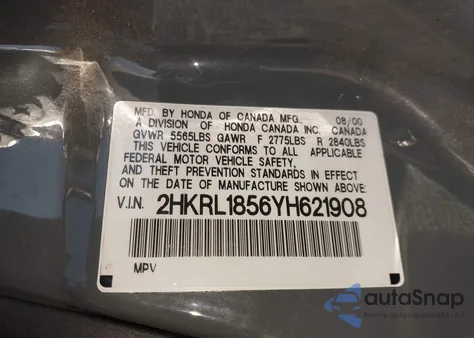 MFD. BY HONDA OF CANADA MFG. 08/00
A DIVISION OF HONDA CANADA INC. CANADA
GVWR 5565LBS GAWR F 2775LBS R 2840LBS
THIS VEHICLE CONFORMS TO ALL APPLICABLE
FEDERAL MOTOR VEHICLE SAFETY,
AND THEFT PREVENTION STANDARDS IN EFFECT
ON THE DATE OF MANUFACTURE SHOWN ABOVE
V.I.N. 2HKRL1856YH621908
MPV
autoSnap